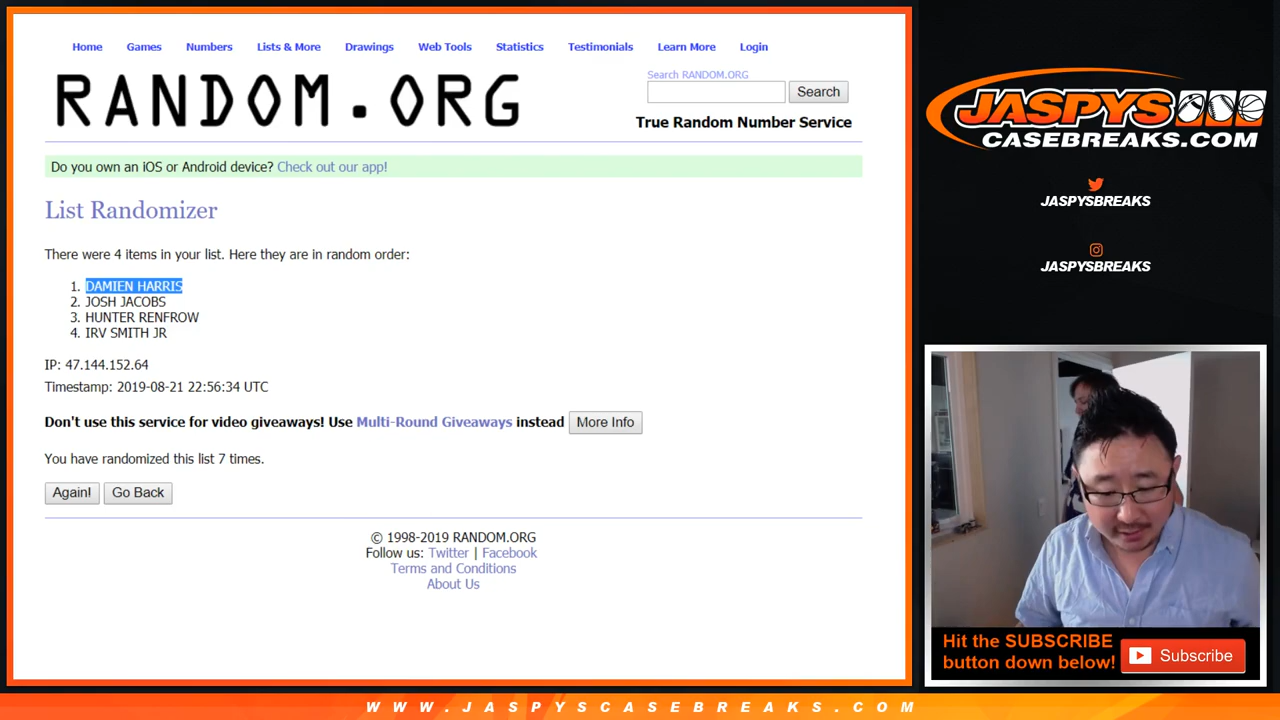 Home Games Numbers Lists & More Drawings Web Tools Statistics Testimonials Learn More Login
RANDOM.ORG
Search RANDOM.ORG
Search
True Random Number Service
Do you own an iOS or Android device? Check out our app!
List Randomizer
There were 4 items in your list. Here they are in random order:
1. DAMIEN HARRIS
2. JOSH JACOBS
3. HUNTER RENFROW
4. IRV SMITH JR
IP: 47.144.152.64
Timestamp: 2019-08-21 22:56:34 UTC
Don't use this service for video giveaways! Use Multi-Round Giveaways instead More Info
You have randomized this list 7 times.
Again! Go Back
© 1998-2019 RANDOM.ORG
Follow us: Twitter | Facebook
Terms and Conditions
About Us
JASPYS
CASEBREAKS.COM
JASPYSBREAKS
JASPYSBREAKS
Hit the SUBSCRIBE
button down below!
Subscribe
WWW.JASPYSCASEBREAKS.COM